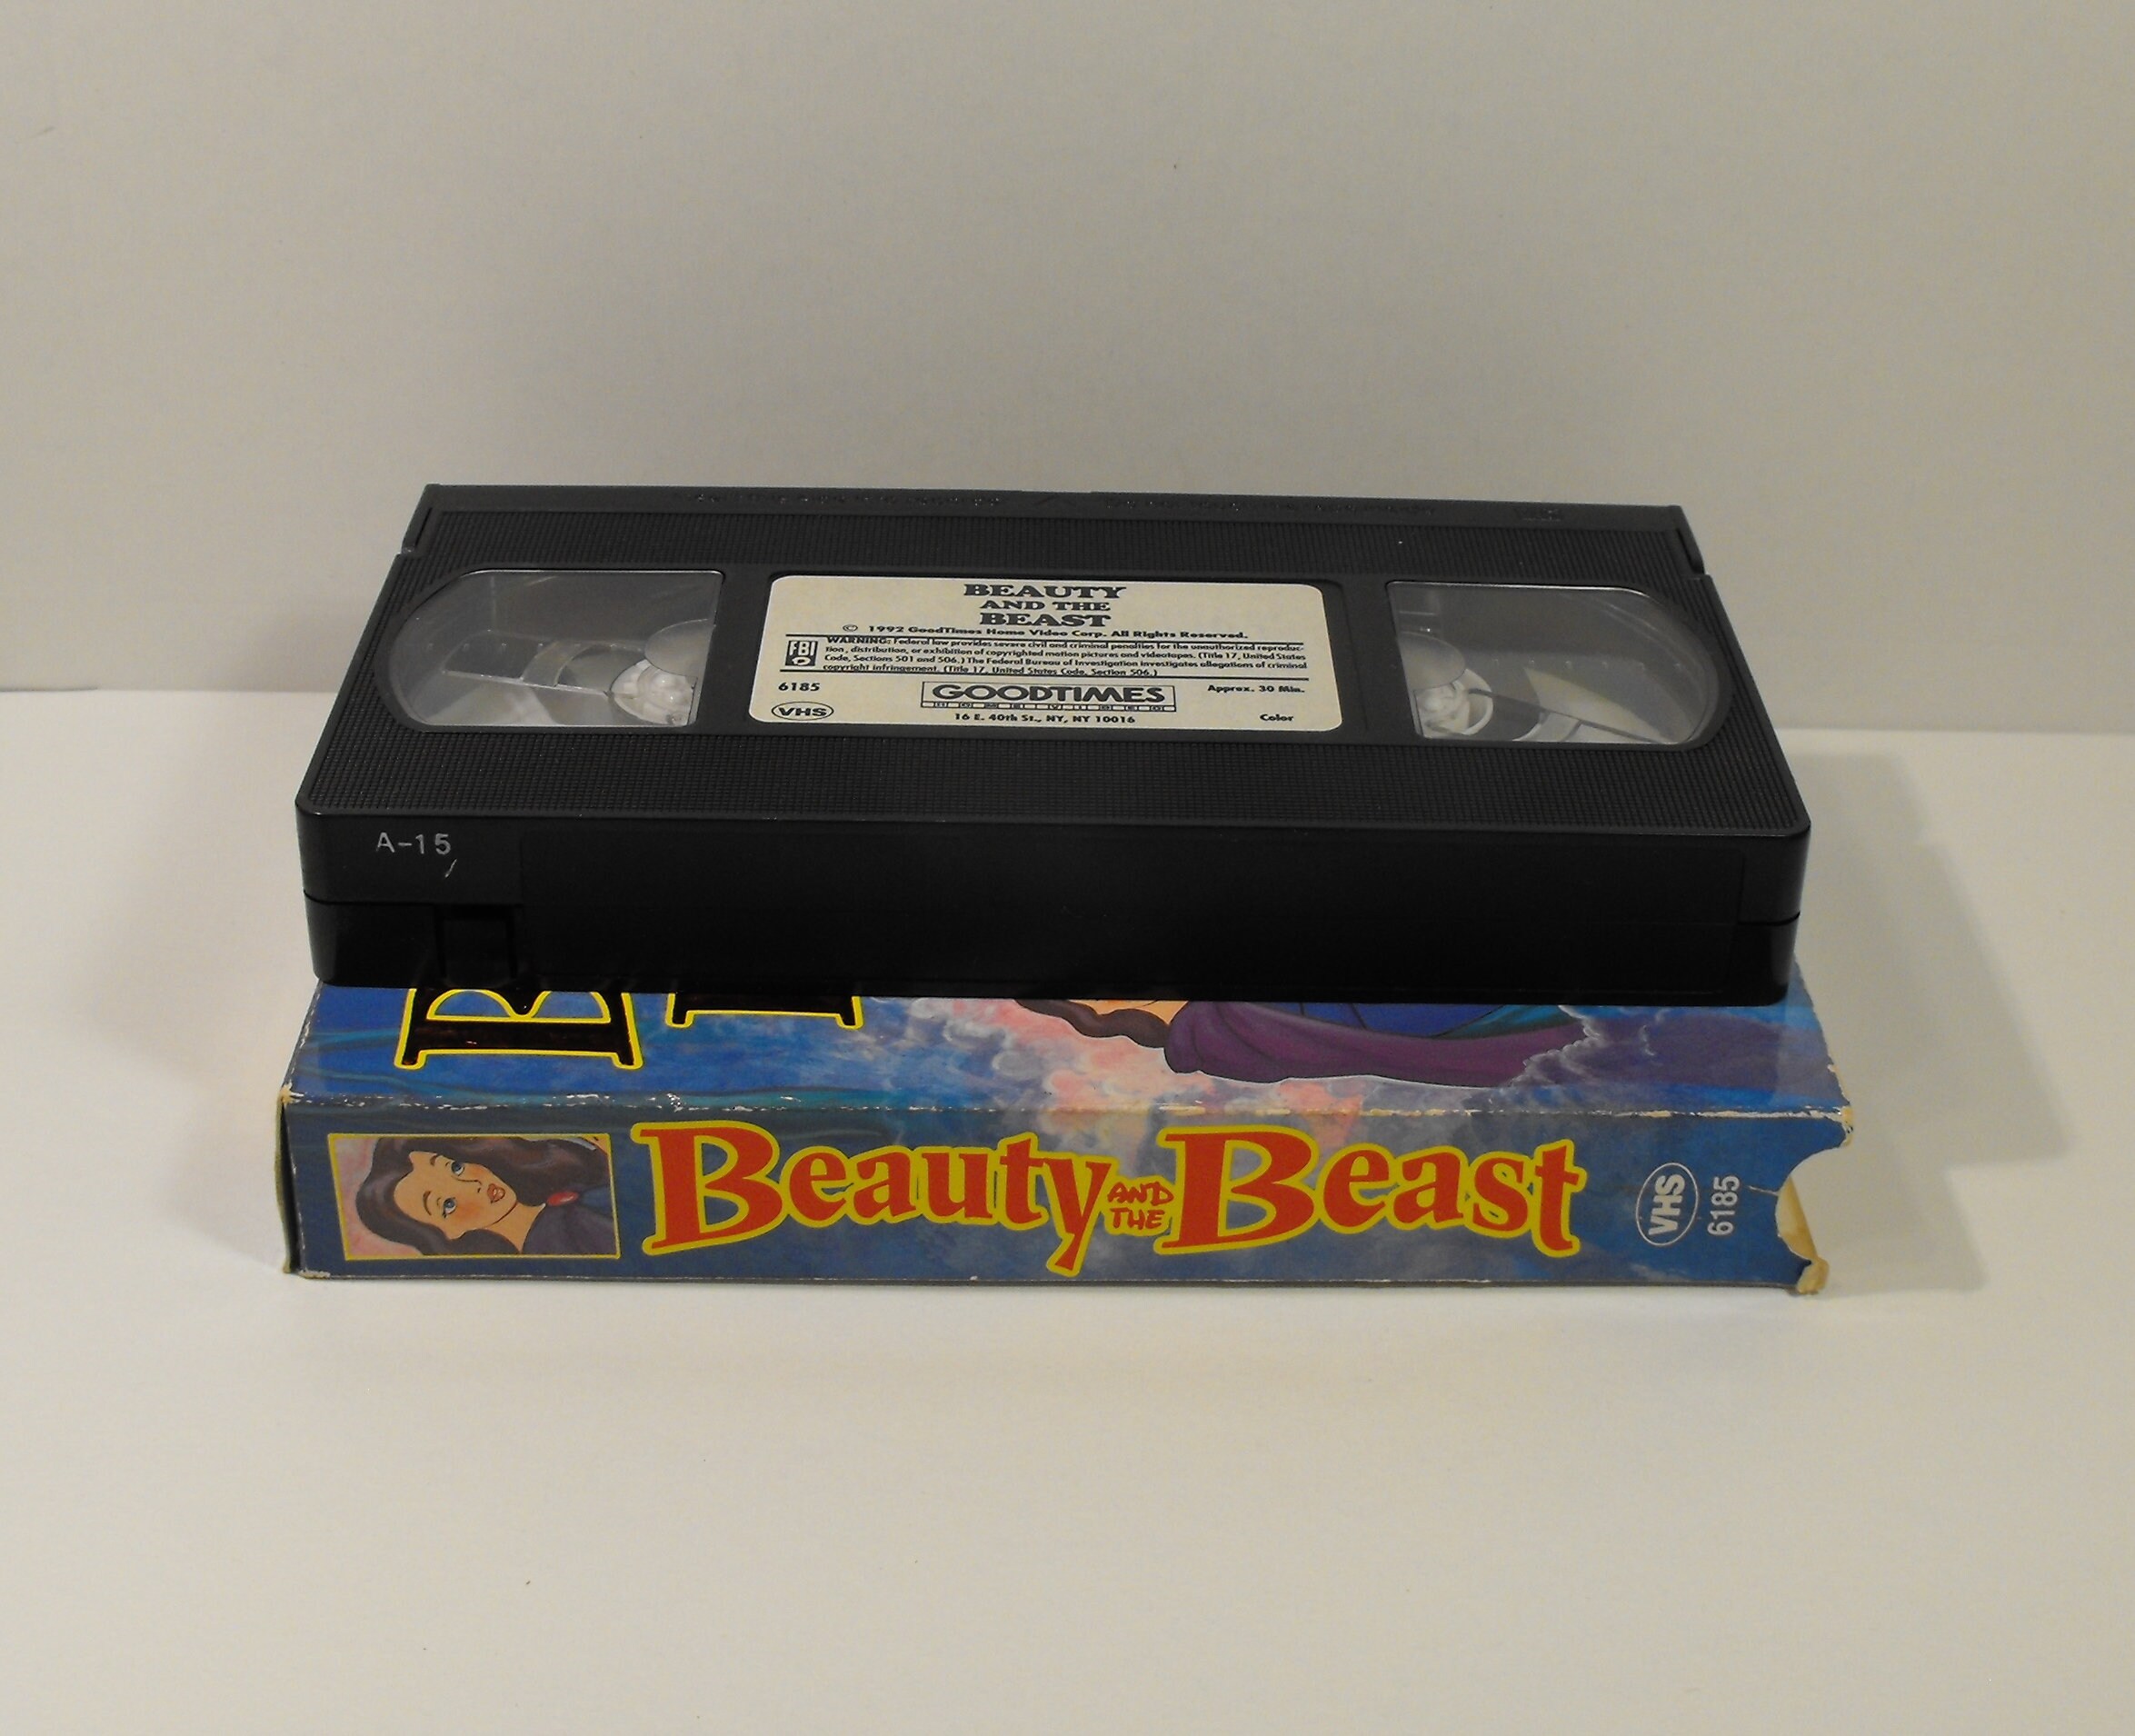 BEAUTY
AND THE
BEAST
© 1992 GoodTimes Home Video Corp. All Rights Reserved.
FBI
WARNING: Federal law provides severe civil and criminal penalties for the unauthorized reproduc-
tion, distribution, or exhibition of copyrighted motion pictures and videotapes. (Title 17, United States
Code, Sections 501 and 506.) The Federal Bureau of Investigation investigates allegations of criminal
copyright infringement. (Title 17, United States Code, Section 506.)
6185
GOODTIMES
Approx. 30 Min.
HOME VIDEO
VHS
16 E. 40th St., NY, NY 10016
Color
A-15
Beauty AND THE Beast
VHS
6185